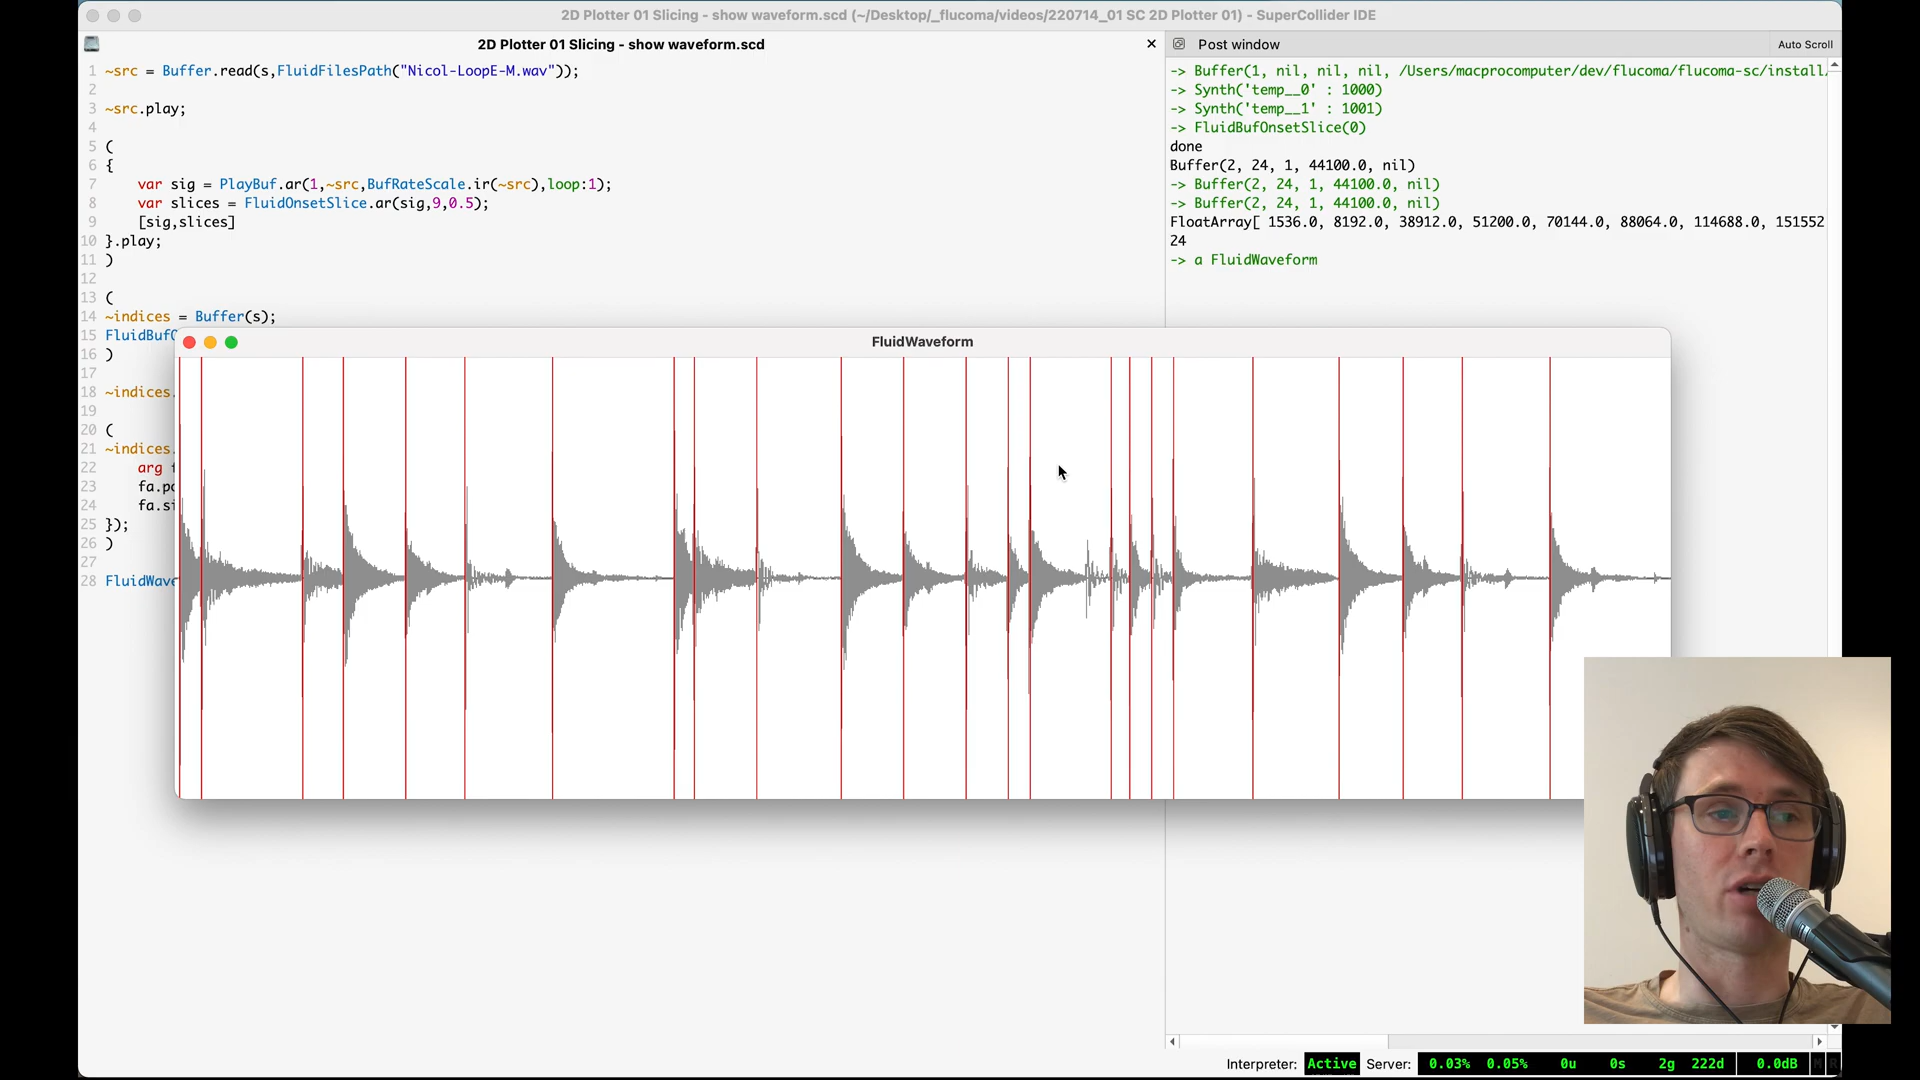 2D Plotter 01 Slicing - show waveform.scd (~/Desktop/_flucoma/videos/220714_01 SC 2D Plotter 01) - SuperCollider IDE
2D Plotter 01 Slicing - show waveform.scd
1 ~src = Buffer.read(s,FluidFilesPath("Nicol-LoopE-M.wav"));
2
3 ~src.play;
4
5 (
6 {
7 var sig = PlayBuf.ar(1,~src,BufRateScale.ir(~src),loop:1);
8 var slices = FluidOnsetSlice.ar(sig,9,0.5);
9 [sig,slices]
10 }.play;
11 )
12
13 (
14 ~indices = Buffer(s);
15 FluidBufO
16 )
17
18 ~indices.
19
20 (
21 ~indices.
22 arg f
23 fa.po
24 fa.si
25 });
26 )
27
28 FluidWave
FluidWaveform
Post window
Auto Scroll
-> Buffer(1, nil, nil, nil, /Users/macprocomputer/dev/flucoma/flucoma-sc/install/
-> Synth('temp__0' : 1000)
-> Synth('temp__1' : 1001)
-> FluidBufOnsetSlice(0)
done
Buffer(2, 24, 1, 44100.0, nil)
-> Buffer(2, 24, 1, 44100.0, nil)
-> Buffer(2, 24, 1, 44100.0, nil)
FloatArray[ 1536.0, 8192.0, 38912.0, 51200.0, 70144.0, 88064.0, 114688.0, 151552
24
-> a FluidWaveform
Interpreter: Active Server: 0.03% 0.05% 0u 0s 2g 222d 0.0dB M R